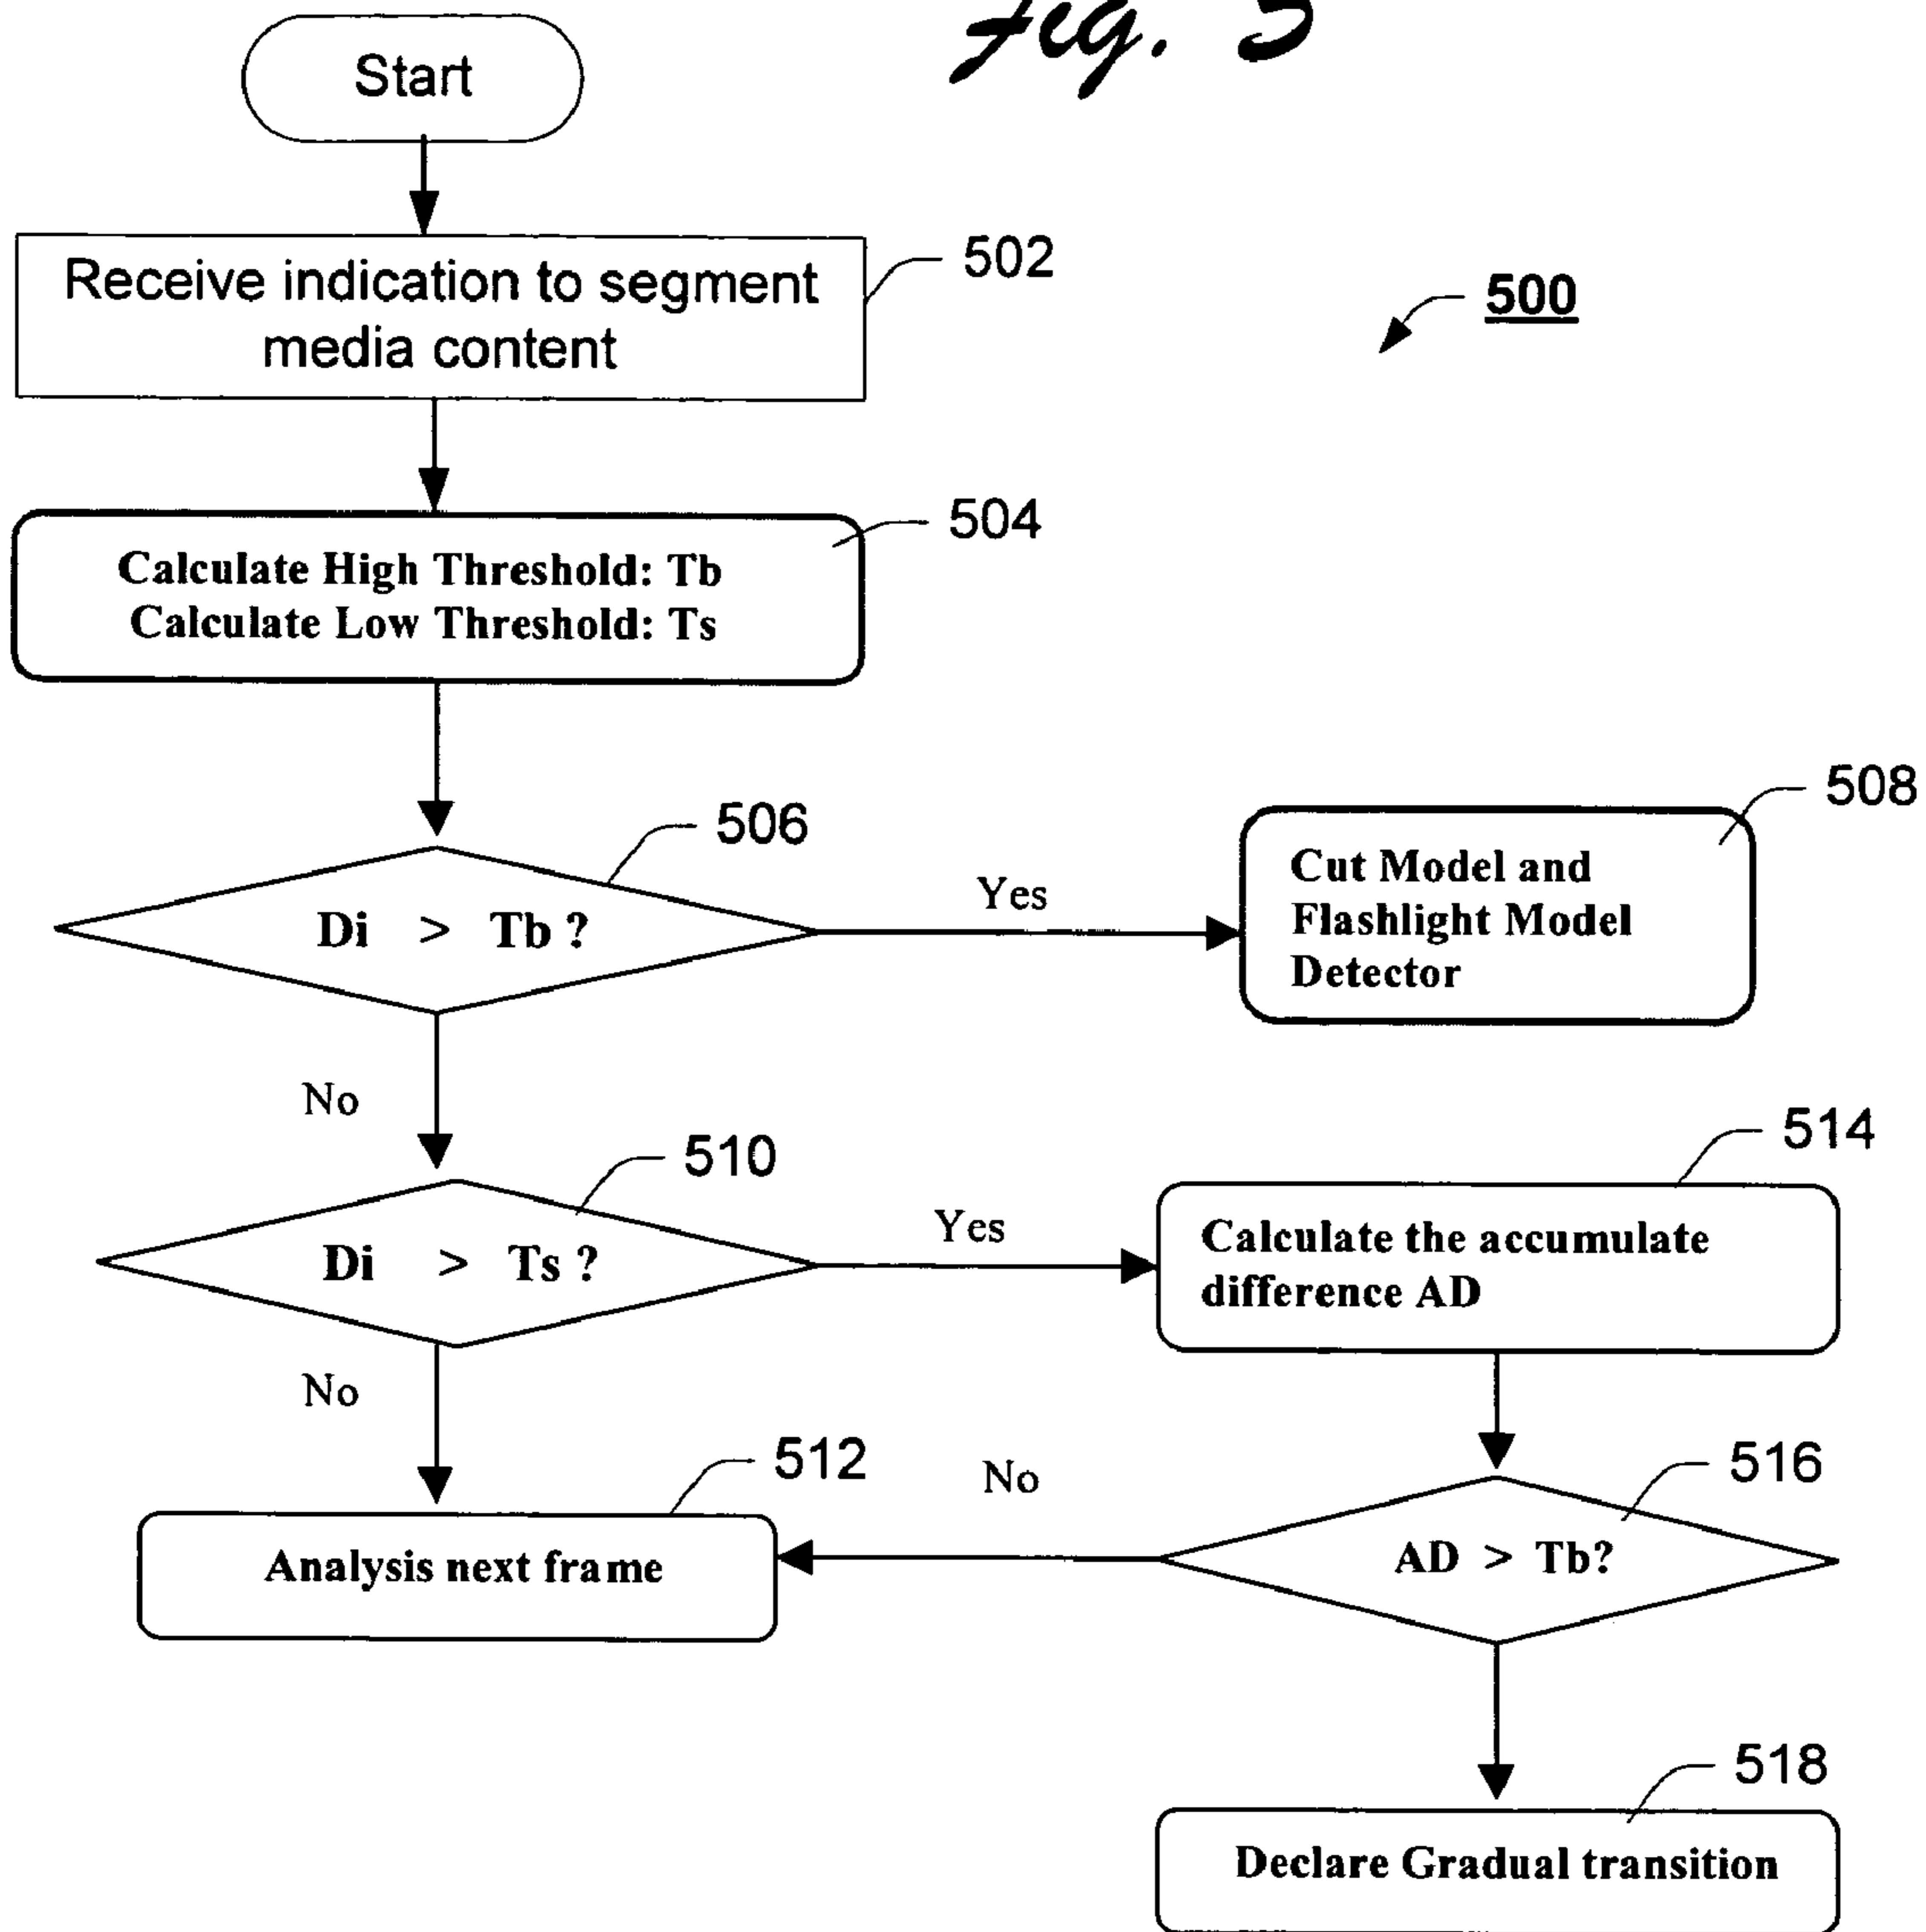 Fig. 5
Start
Receive indication to segment
media content
502
500
Calculate High Threshold: Tb
Calculate Low Threshold: Ts
504
506
Di > Tb ?
Yes
508
Cut Model and
Flashlight Model
Detector
No
510
Di > Ts ?
Yes
514
Calculate the accumulate
difference AD
No
512
Analysis next frame
No
516
AD > Tb?
518
Declare Gradual transition